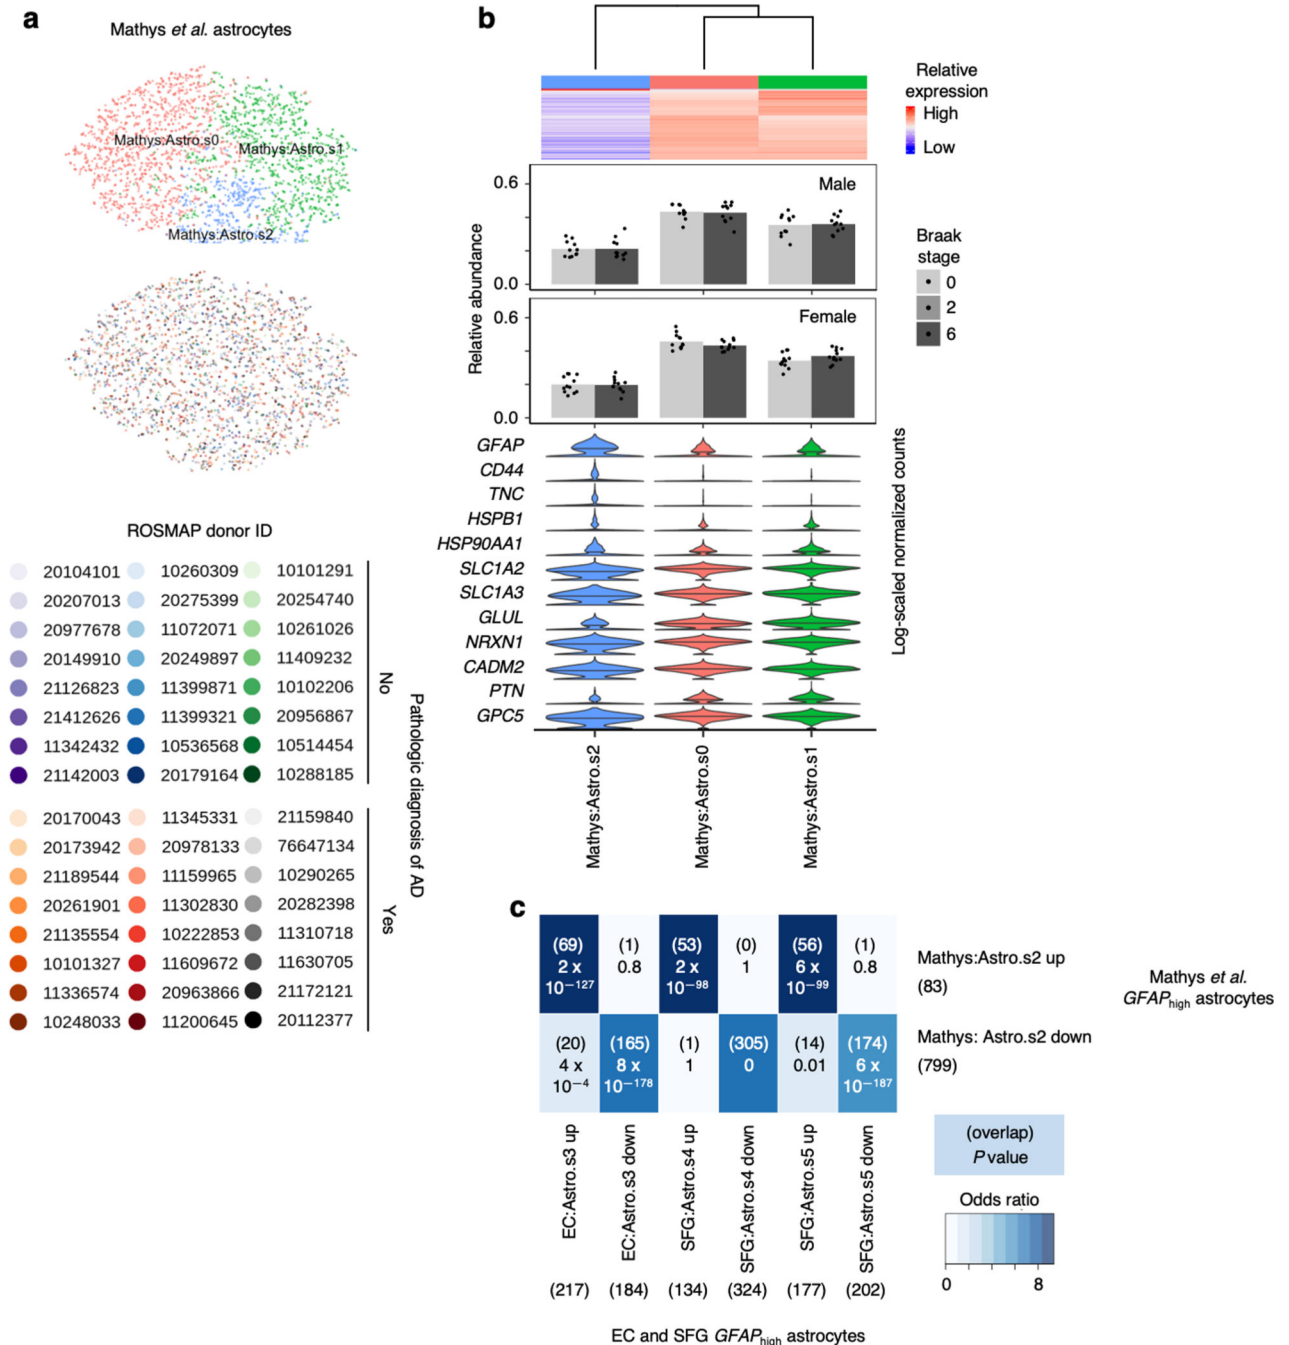 a
Mathys et al. astrocytes
Mathys:Astro.s0
Mathys:Astro.s1
Mathys:Astro.s2
ROSMAP donor ID
20104101 10260309 10101291
20207013 20275399 20254740
20977678 11072071 10261026
20149910 20249897 11409232
21126823 11399871 10102206
21412626 11399321 20956867
11342432 10536568 10514454
21142003 20179164 10288185
No
20170043 11345331 21159840
20173942 20978133 76647134
21189544 11159965 10290265
20261901 11302830 20282398
21135554 10222853 11310718
10101327 11609672 11630705
11336574 20963866 21172121
10248033 11200645 20112377
Yes
Pathologic diagnosis of AD
b
Relative
expression
High
Low
0.6
Male
0.0
0.6
Female
0.0
Relative abundance
Braak
stage
0
2
6
GFAP
CD44
TNC
HSPB1
HSP90AA1
SLC1A2
SLC1A3
GLUL
NRXN1
CADM2
PTN
GPC5
Log-scaled normalized counts
Mathys:Astro.s2
Mathys:Astro.s0
Mathys:Astro.s1
c
(69) (1) (53) (0) (56) (1)
2 x 0.8 2 x 1 6 x 0.8
10−127 10−98 10−99
Mathys:Astro.s2 up
(83)
(20) (165) (1) (305) (14) (174)
4 x 8 x 1 0 0.01 6 x
10−4 10−178 10−187
Mathys: Astro.s2 down
(799)
Mathys et al.
GFAPhigh astrocytes
EC:Astro.s3 up
EC:Astro.s3 down
SFG:Astro.s4 up
SFG:Astro.s4 down
SFG:Astro.s5 up
SFG:Astro.s5 down
(217) (184) (134) (324) (177) (202)
EC and SFG GFAPhigh astrocytes
(overlap)
P value
Odds ratio
0 8